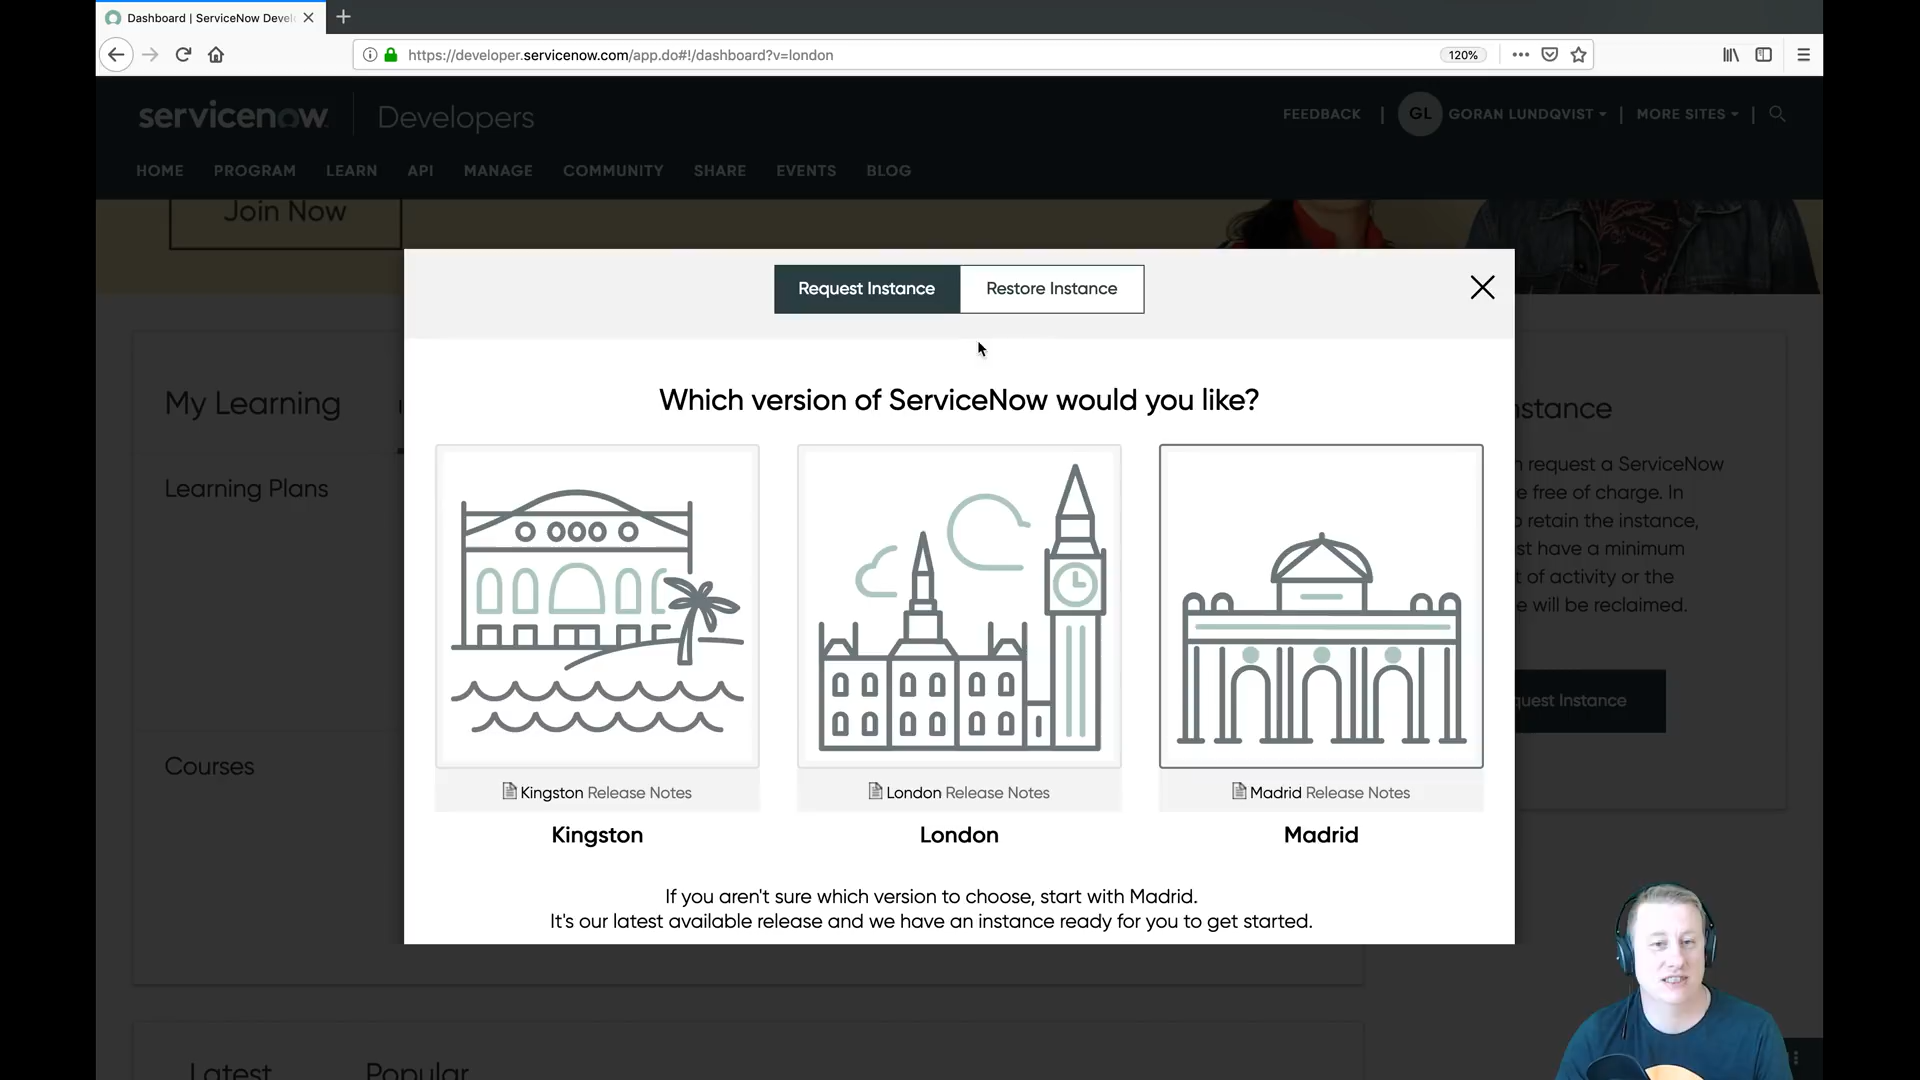 Dashboard | ServiceNow Devel
https://developer.servicenow.com/app.do#!/dashboard?v=london
120%
servicenow
Developers
FEEDBACK | GL GORAN LUNDQVIST | MORE SITES |
HOME PROGRAM LEARN API MANAGE COMMUNITY SHARE EVENTS BLOG
Join Now
Request Instance
Restore Instance
Which version of ServiceNow would you like?
Kingston Release Notes
London Release Notes
Madrid Release Notes
Kingston
London
Madrid
If you aren't sure which version to choose, start with Madrid.
It's our latest available release and we have an instance ready for you to get started.
My Learning
Learning Plans
Courses
nstance
request a ServiceNow
e free of charge. In
o retain the instance,
st have a minimum
t of activity or the
e will be reclaimed.
quest Instance
Latest
Popular